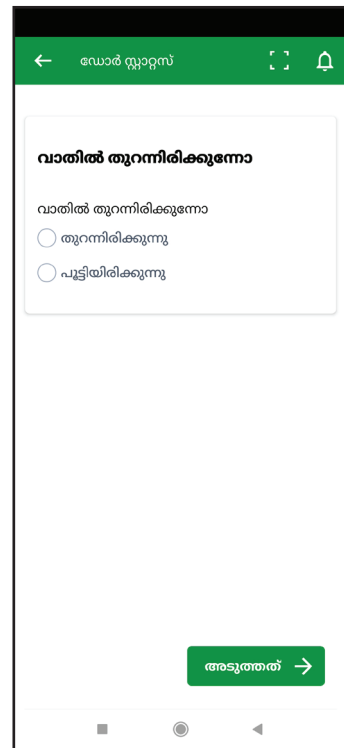 ഡോർ സ്റ്റാറ്റസ്
വാതിൽ തുറന്നിരിക്കുന്നോ
വാതിൽ തുറന്നിരിക്കുന്നോ
തുറന്നിരിക്കുന്നു
പൂട്ടിയിരിക്കുന്നു
അടുത്തത്